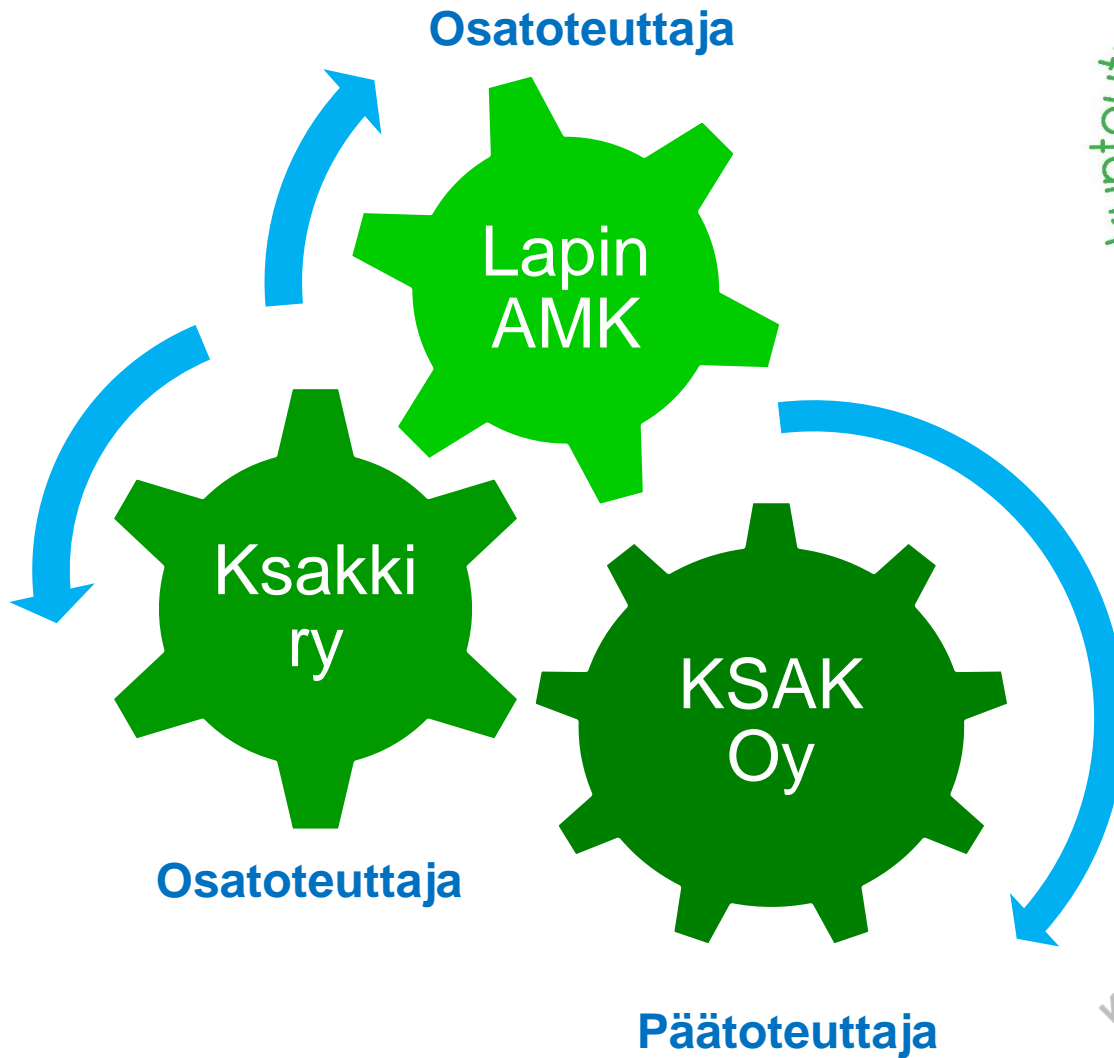 Osatoteuttaja
Lapin
AMK
Ksakki
ry
KSAK
Oy
Osatoteuttaja
Päätoteuttaja